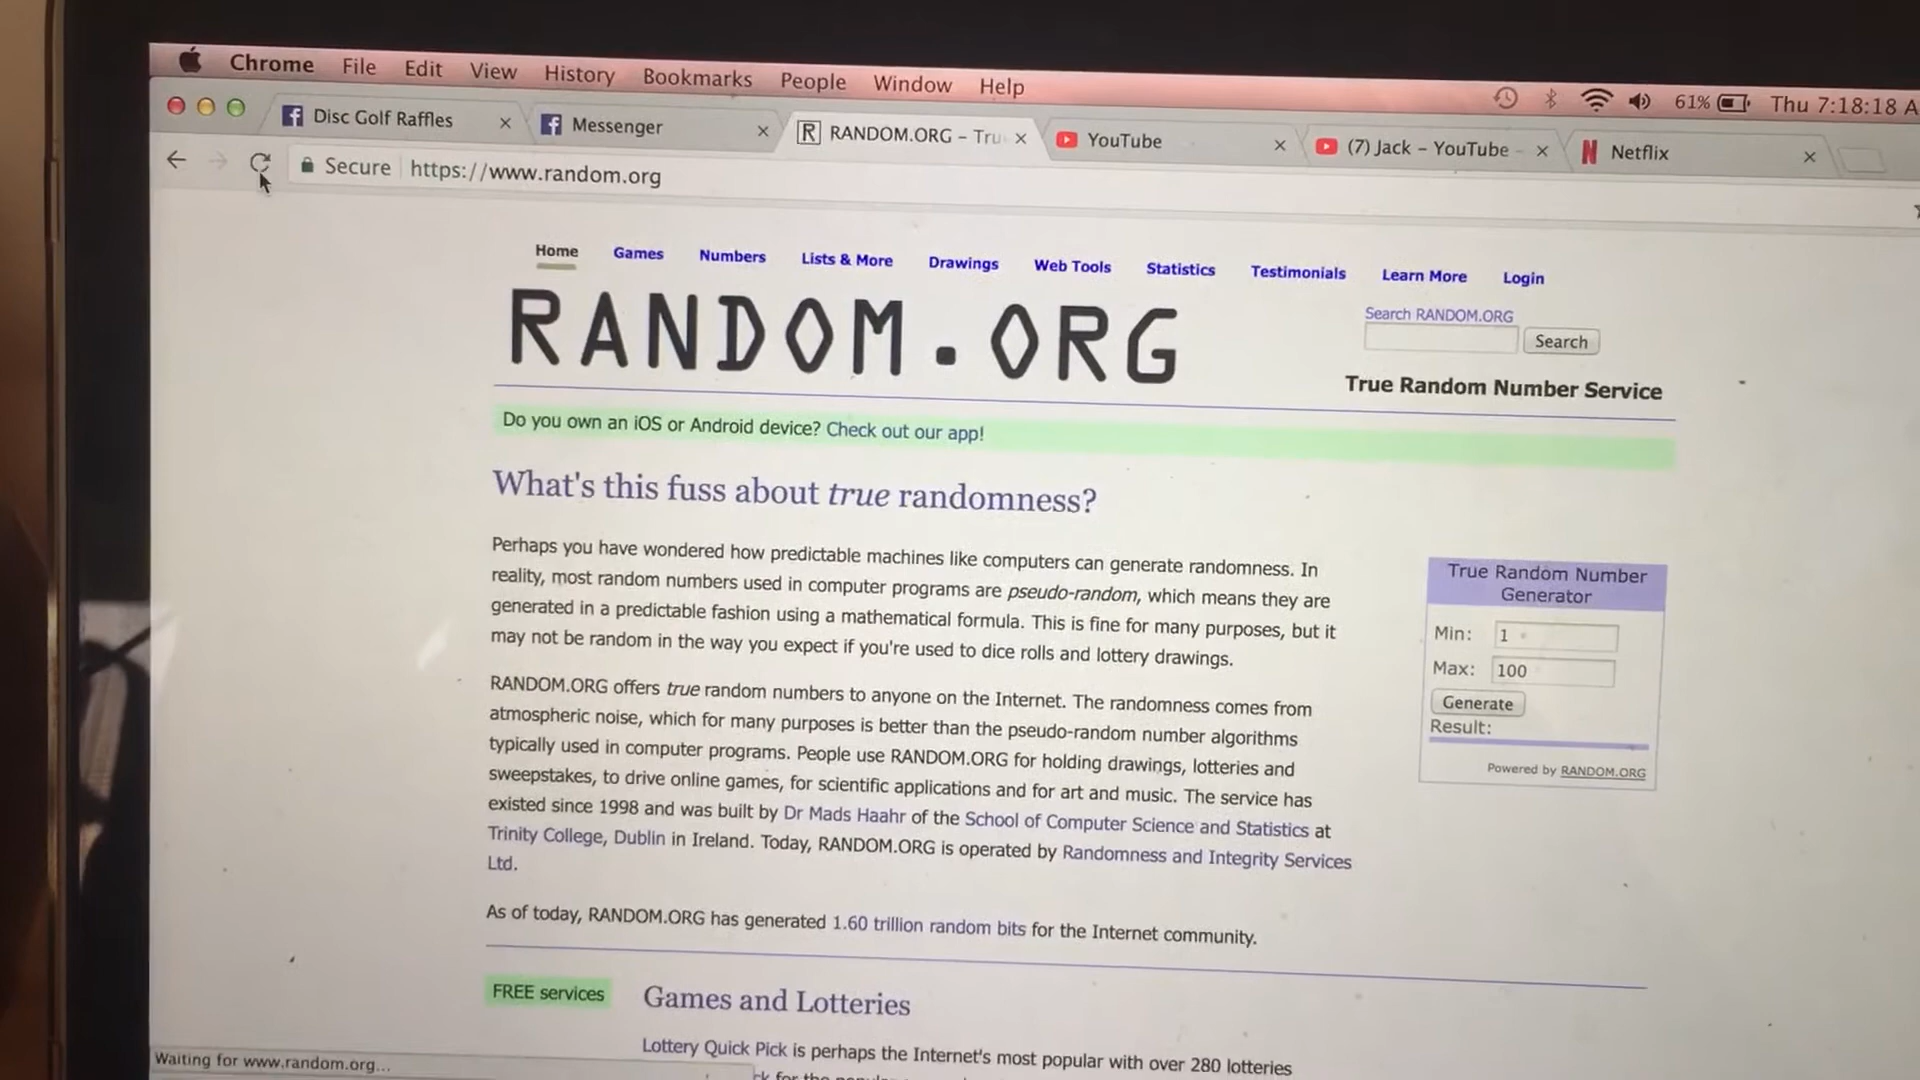 Chrome File Edit View History Bookmarks People Window Help 61% Thu 7:18:18 A
Disc Golf Raffles Messenger RANDOM.ORG – Tru YouTube (7) Jack – YouTube Netflix
Secure https://www.random.org
Home Games Numbers Lists & More Drawings Web Tools Statistics Testimonials Learn More Login
RANDOM.ORG
Search RANDOM.ORG
Search
True Random Number Service
Do you own an iOS or Android device? Check out our app!
What's this fuss about true randomness?
Perhaps you have wondered how predictable machines like computers can generate randomness. In
reality, most random numbers used in computer programs are pseudo-random, which means they are
generated in a predictable fashion using a mathematical formula. This is fine for many purposes, but it
may not be random in the way you expect if you're used to dice rolls and lottery drawings.
RANDOM.ORG offers true random numbers to anyone on the Internet. The randomness comes from
atmospheric noise, which for many purposes is better than the pseudo-random number algorithms
typically used in computer programs. People use RANDOM.ORG for holding drawings, lotteries and
sweepstakes, to drive online games, for scientific applications and for art and music. The service has
existed since 1998 and was built by Dr Mads Haahr of the School of Computer Science and Statistics at
Trinity College, Dublin in Ireland. Today, RANDOM.ORG is operated by Randomness and Integrity Services
Ltd.
As of today, RANDOM.ORG has generated 1.60 trillion random bits for the Internet community.
True Random Number
Generator
Min: 1
Max: 100
Generate
Result:
Powered by RANDOM.ORG
FREE services
Games and Lotteries
Lottery Quick Pick is perhaps the Internet's most popular with over 280 lotteries
for the
Waiting for www.random.org...